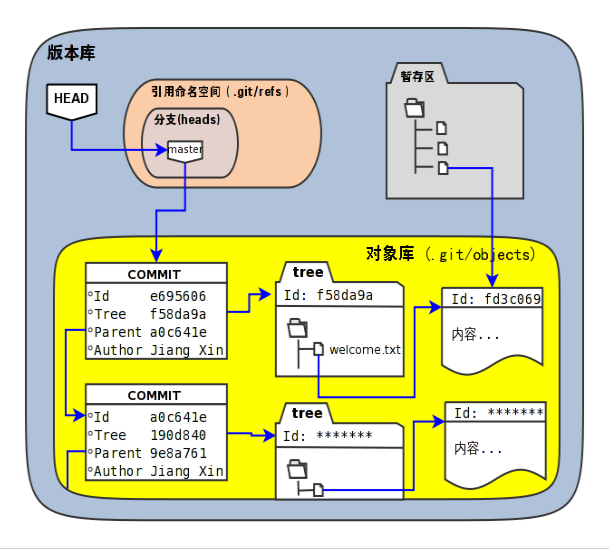 版本库
HEAD
引用命名空间 (.git/refs)
分支(heads)
master
暂存区
对象库 (.git/objects)
COMMIT
Id e695606
Tree f58da9a
Parent a0c641e
Author Jiang Xin
tree
Id: f58da9a
welcome.txt
Id: fd3c069
内容...
COMMIT
Id a0c641e
Tree 190d840
Parent 9e8a761
Author Jiang Xin
tree
Id: *******
Id: *******
内容...